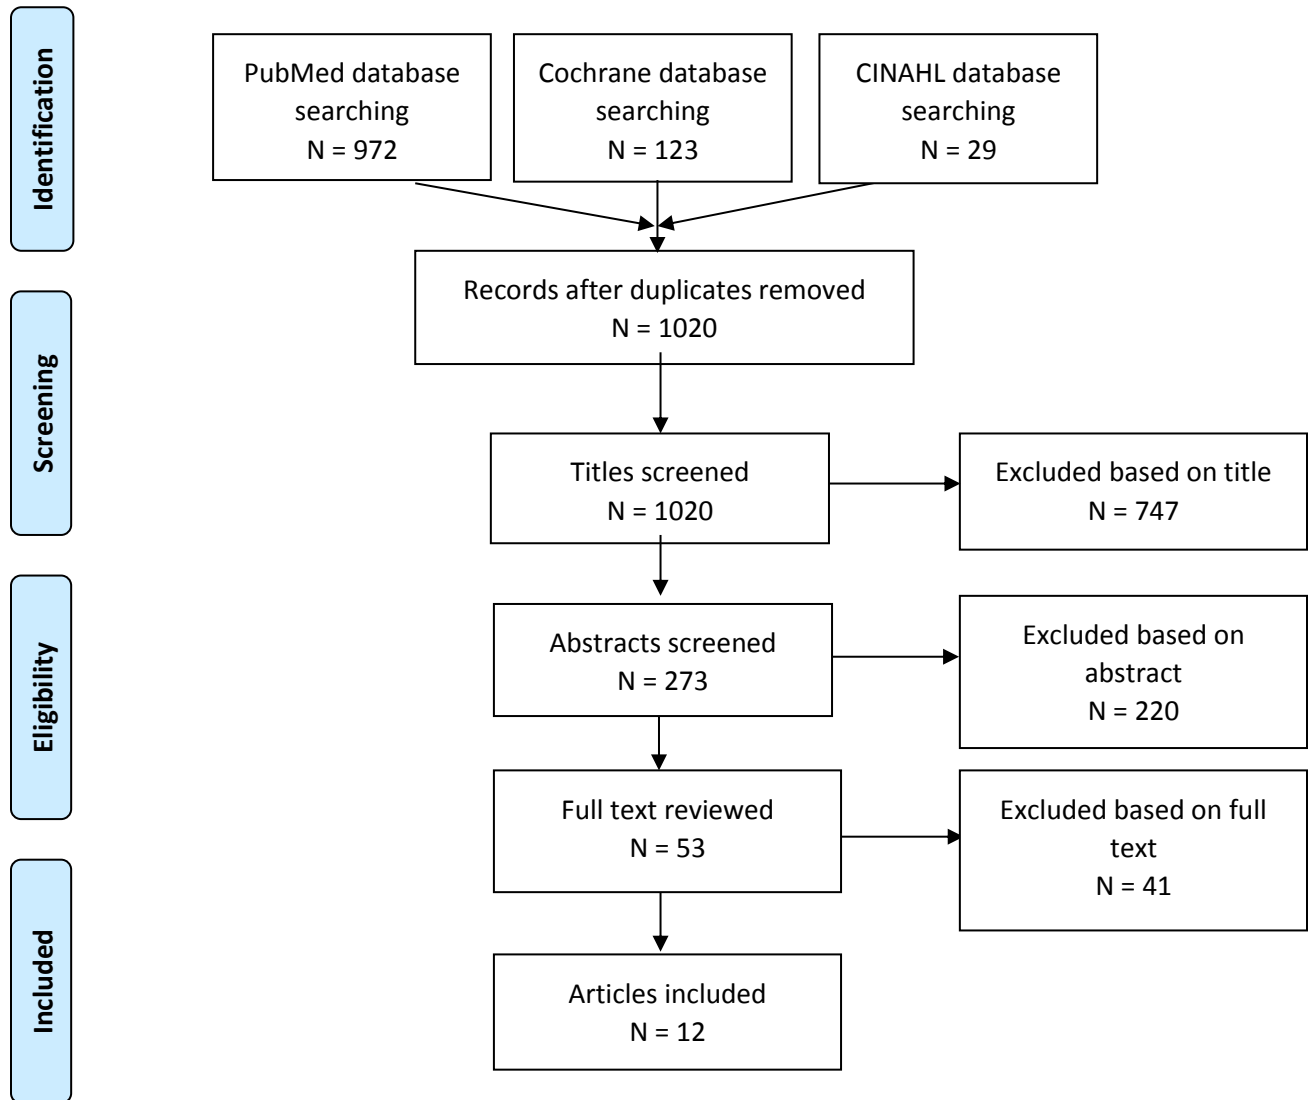 Identification
PubMed database
searching
N = 972
Cochrane database
searching
N = 123
CINAHL database
searching
N = 29
Records after duplicates removed
N = 1020
Screening
Titles screened
N = 1020
Excluded based on title
N = 747
Eligibility
Abstracts screened
N = 273
Excluded based on
abstract
N = 220
Full text reviewed
N = 53
Excluded based on full
text
N = 41
Included
Articles included
N = 12